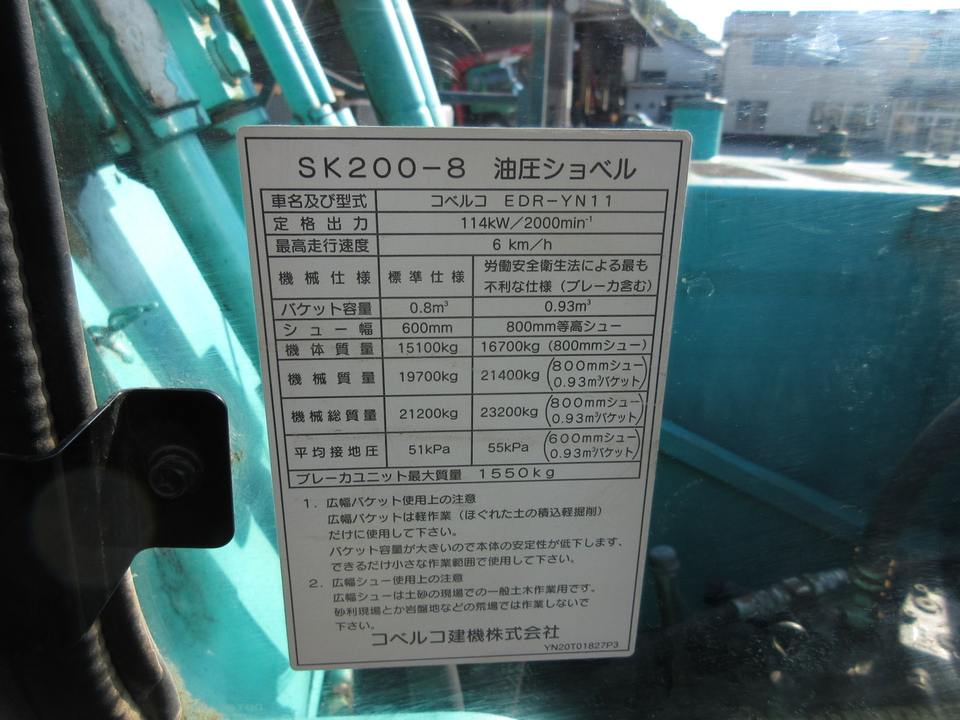 SK200-8 油圧ショベル
車名及び型式 コベルコ EDR-YN11
定格出力 114kW/2000min⁻¹
最高走行速度 6 km/h
機械仕様 標準仕様 労働安全衛生法による最も
不利な仕様(ブレーカ含む)
バケット容量 0.8m³ 0.93m³
シュー幅 600mm 800mm等高シュー
機体質量 15100kg 16700kg (800mmシュー)
機械質量 19700kg 21400kg (800mmシュー
0.93m³バケット)
機械総質量 21200kg 23200kg (800mmシュー
0.93m³バケット)
平均接地圧 51kPa 55kPa (600mmシュー
0.93m³バケット)
ブレーカユニット最大質量 1550kg
1. 広幅バケット使用上の注意
広幅バケットは軽作業(ほぐれた土の積込軽掘削)
だけに使用して下さい。
バケット容量が大きいので本体の安定性が低下します、
できるだけ小さな作業範囲で使用して下さい。
2. 広幅シュー使用上の注意
広幅シューは土砂の現場での一般土木作業用です。
砂利現場とか岩盤地などの荒場では作業しないで
下さい。
コベルコ建機株式会社
YN20T01827P3